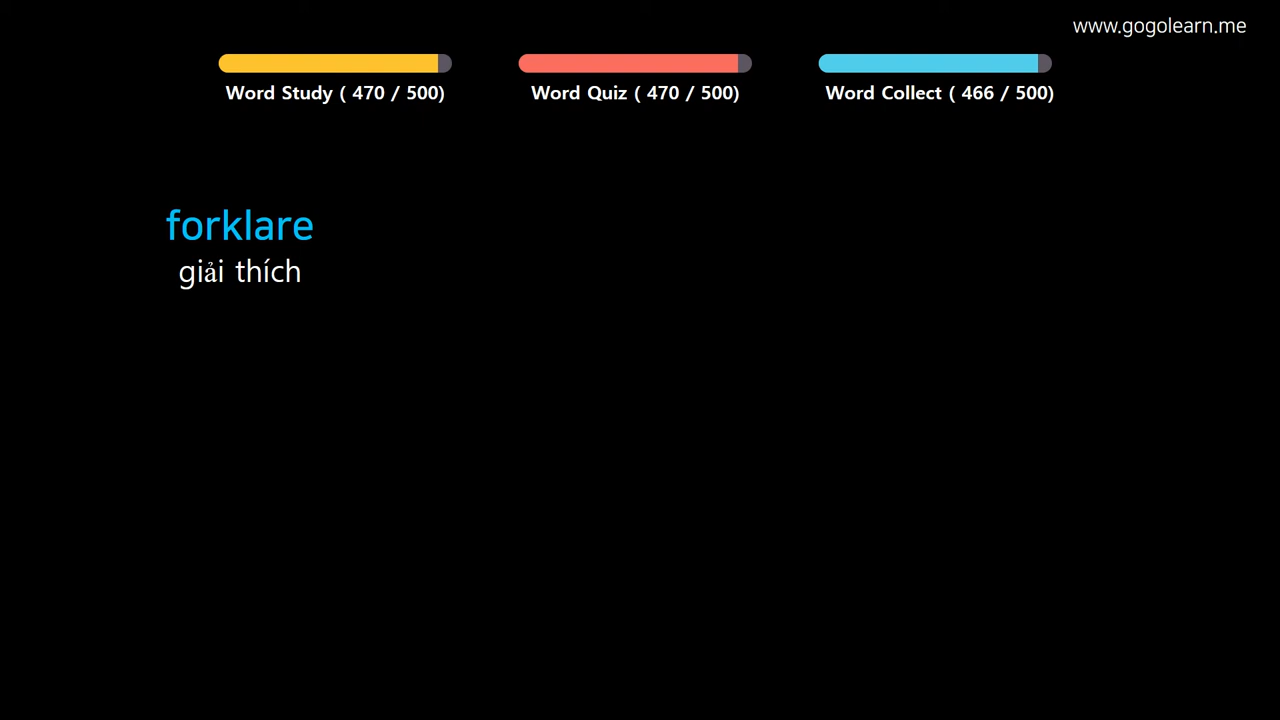 www.gogolearn.me
Word Study ( 470 / 500)
Word Quiz ( 470 / 500)
Word Collect ( 466 / 500)
forklare
giải thích